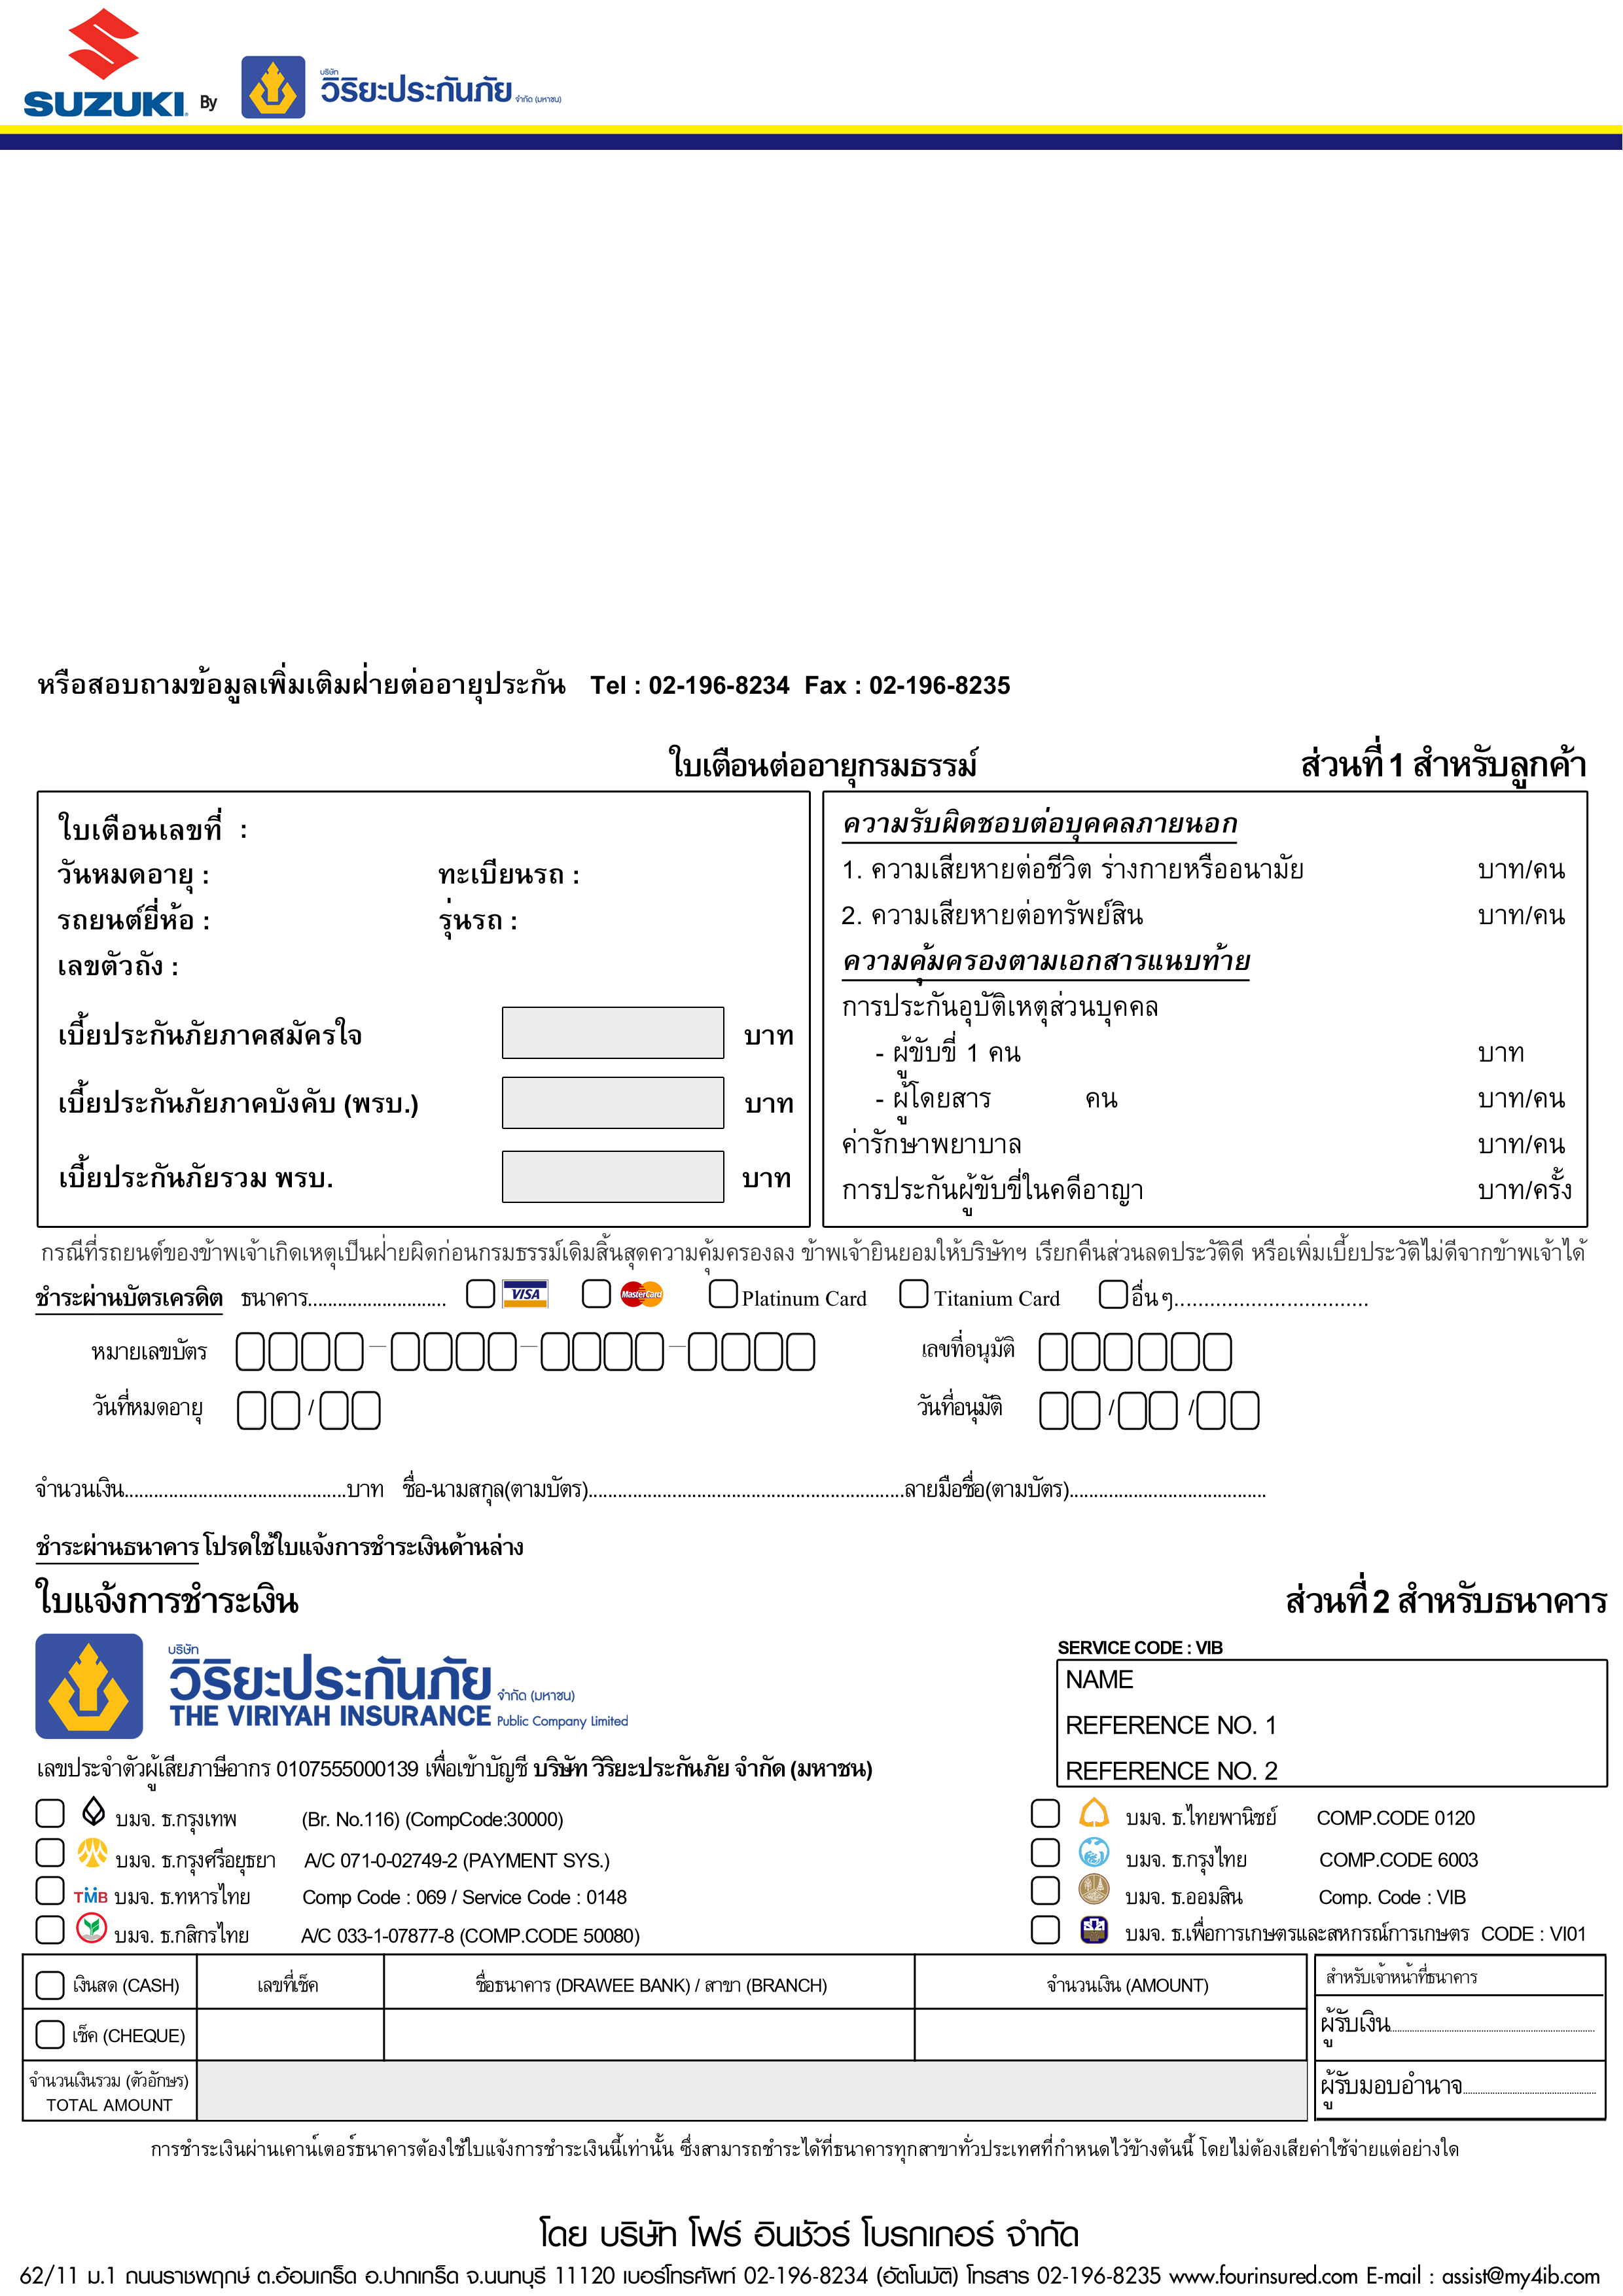 SUZUKI By บริษัท วิริยะประกันภัย จำกัด (มหาชน)
หรือสอบถามข้อมูลเพิ่มเติมฝ่ายต่ออายุประกัน Tel : 02-196-8234 Fax : 02-196-8235
ใบเตือนต่ออายุกรมธรรม์ ส่วนที่ 1 สำหรับลูกค้า
ใบเตือนเลขที่ :
วันหมดอายุ : ทะเบียนรถ :
รถยนต์ยี่ห้อ : รุ่นรถ :
เลขตัวถัง :
เบี้ยประกันภัยภาคสมัครใจ บาท
เบี้ยประกันภัยภาคบังคับ (พรบ.) บาท
เบี้ยประกันภัยรวม พรบ. บาท
ความรับผิดชอบต่อบุคคลภายนอก
1. ความเสียหายต่อชีวิต ร่างกายหรืออนามัย บาท/คน
2. ความเสียหายต่อทรัพย์สิน บาท/คน
ความคุ้มครองตามเอกสารแนบท้าย
การประกันอุบัติเหตุส่วนบุคคล
- ผู้ขับขี่ 1 คน บาท
- ผู้โดยสาร คน บาท/คน
ค่ารักษาพยาบาล บาท/คน
การประกันผู้ขับขี่ในคดีอาญา บาท/ครั้ง
กรณีที่รถยนต์ของข้าพเจ้าเกิดเหตุเป็นฝ่ายผิดก่อนกรมธรรม์เดิมสิ้นสุดความคุ้มครองลง ข้าพเจ้ายินยอมให้บริษัทฯ เรียกคืนส่วนลดประวัติดี หรือเพิ่มเบี้ยประวัติไม่ดีจากข้าพเจ้าได้
ชำระผ่านบัตรเครดิต ธนาคาร............................ VISA MasterCard Platinum Card Titanium Card อื่นๆ.................................
หมายเลขบัตร - - - เลขที่อนุมัติ
วันที่หมดอายุ / วันที่อนุมัติ / /
จำนวนเงิน.............................................บาท ชื่อ-นามสกุล(ตามบัตร)................................................................ลายมือชื่อ(ตามบัตร)........................................
ชำระผ่านธนาคาร โปรดใช้ใบแจ้งการชำระเงินด้านล่าง
ใบแจ้งการชำระเงิน ส่วนที่ 2 สำหรับธนาคาร
บริษัท
วิริยะประกันภัย จำกัด (มหาชน)
THE VIRIYAH INSURANCE Public Company Limited
SERVICE CODE : VIB
NAME
REFERENCE NO. 1
REFERENCE NO. 2
เลขประจำตัวผู้เสียภาษีอากร 0107555000139 เพื่อเข้าบัญชี บริษัท วิริยะประกันภัย จำกัด (มหาชน)
บมจ. ธ.กรุงเทพ (Br. No.116) (CompCode:30000)
บมจ. ธ.กรุงศรีอยุธยา A/C 071-0-02749-2 (PAYMENT SYS.)
TMB บมจ. ธ.ทหารไทย Comp Code : 069 / Service Code : 0148
บมจ. ธ.กสิกรไทย A/C 033-1-07877-8 (COMP.CODE 50080)
บมจ. ธ.ไทยพานิชย์ COMP.CODE 0120
บมจ. ธ.กรุงไทย COMP.CODE 6003
บมจ. ธ.ออมสิน Comp. Code : VIB
บมจ. ธ.เพื่อการเกษตรและสหกรณ์การเกษตร CODE : VI01
เงินสด (CASH) เลขที่เช็ค ชื่อธนาคาร (DRAWEE BANK) / สาขา (BRANCH) จำนวนเงิน (AMOUNT)
เช็ค (CHEQUE)
จำนวนเงินรวม (ตัวอักษร)
TOTAL AMOUNT
สำหรับเจ้าหน้าที่ธนาคาร
ผู้รับเงิน........................................
ผู้รับมอบอำนาจ........................................
การชำระเงินผ่านเคาน์เตอร์ธนาคารต้องใช้ใบแจ้งการชำระเงินนี้เท่านั้น ซึ่งสามารถชำระได้ที่ธนาคารทุกสาขาทั่วประเทศที่กำหนดไว้ข้างต้นนี้ โดยไม่ต้องเสียค่าใช้จ่ายแต่อย่างใด
โดย บริษัท โฟร์ อินชัวร์ โบรกเกอร์ จำกัด
62/11 ม.1 ถนนราชพฤกษ์ ต.อ้อมเกร็ด อ.ปากเกร็ด จ.นนทบุรี 11120 เบอร์โทรศัพท์ 02-196-8234 (อัตโนมัติ) โทรสาร 02-196-8235 www.fourinsured.com E-mail : assist@my4ib.com